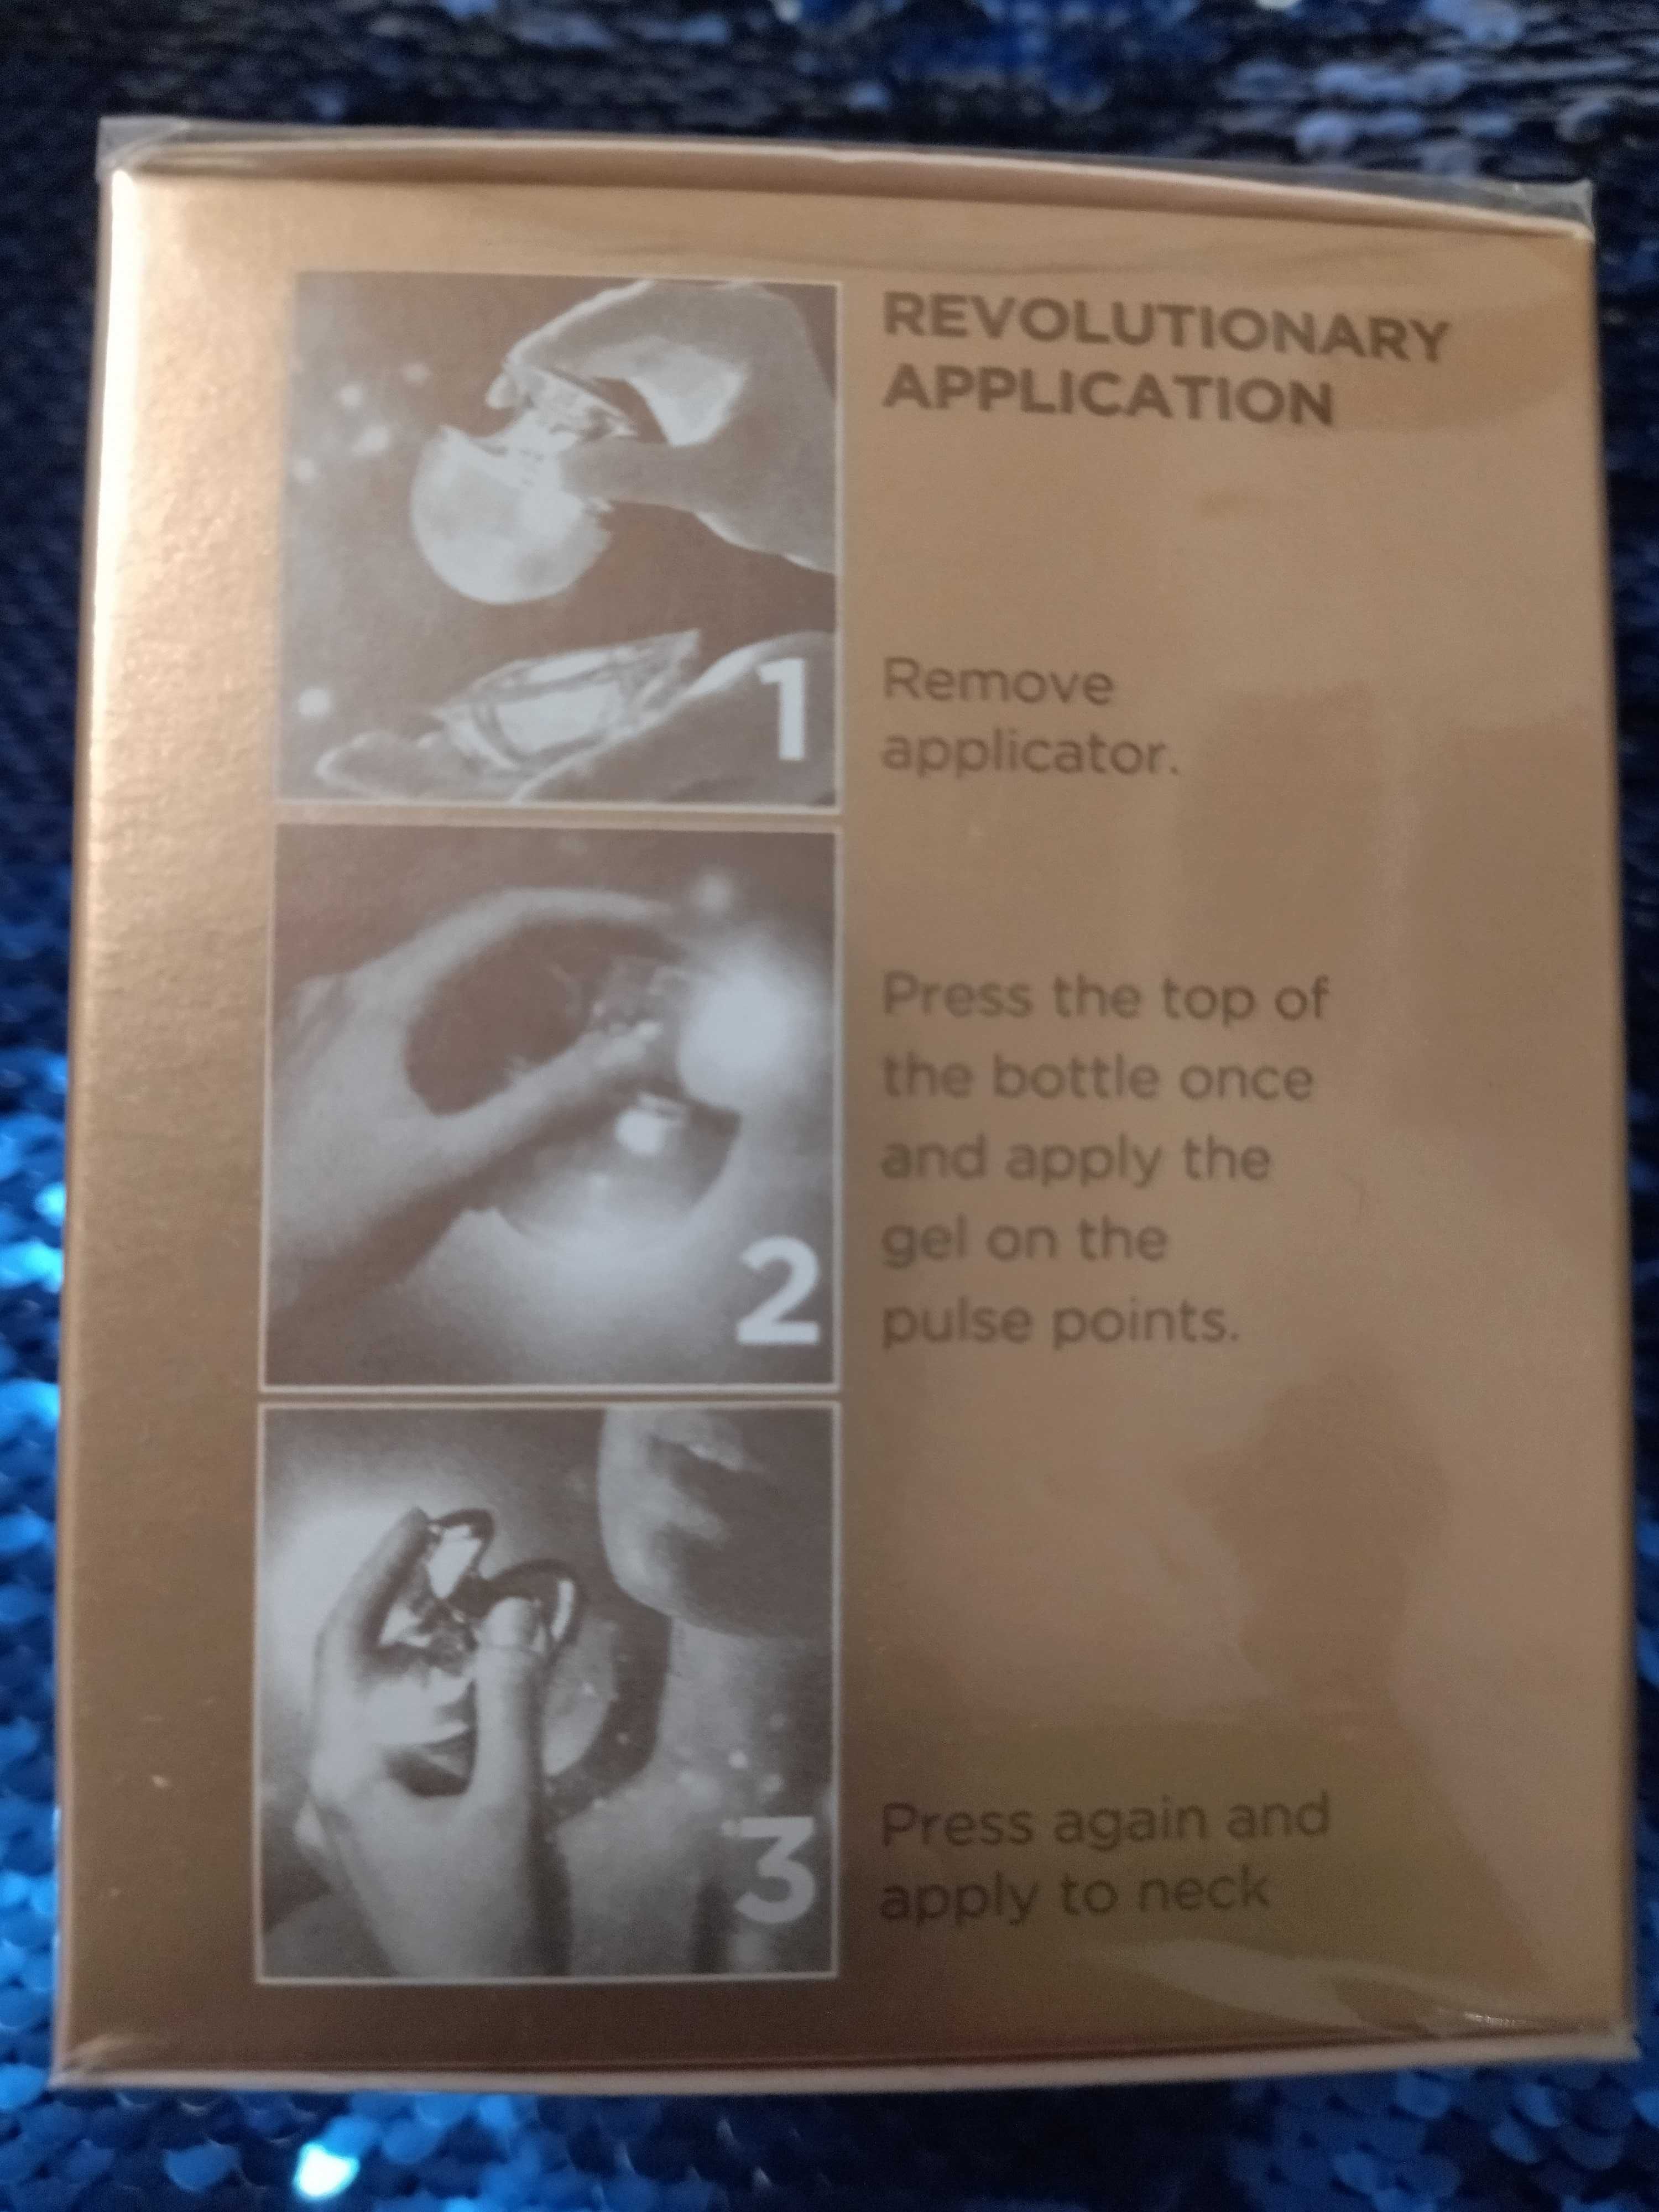 REVOLUTIONARY
APPLICATION
1
Remove
applicator.
2
Press the top of
the bottle once
and apply the
gel on the
pulse points.
3
Press again and
apply to neck